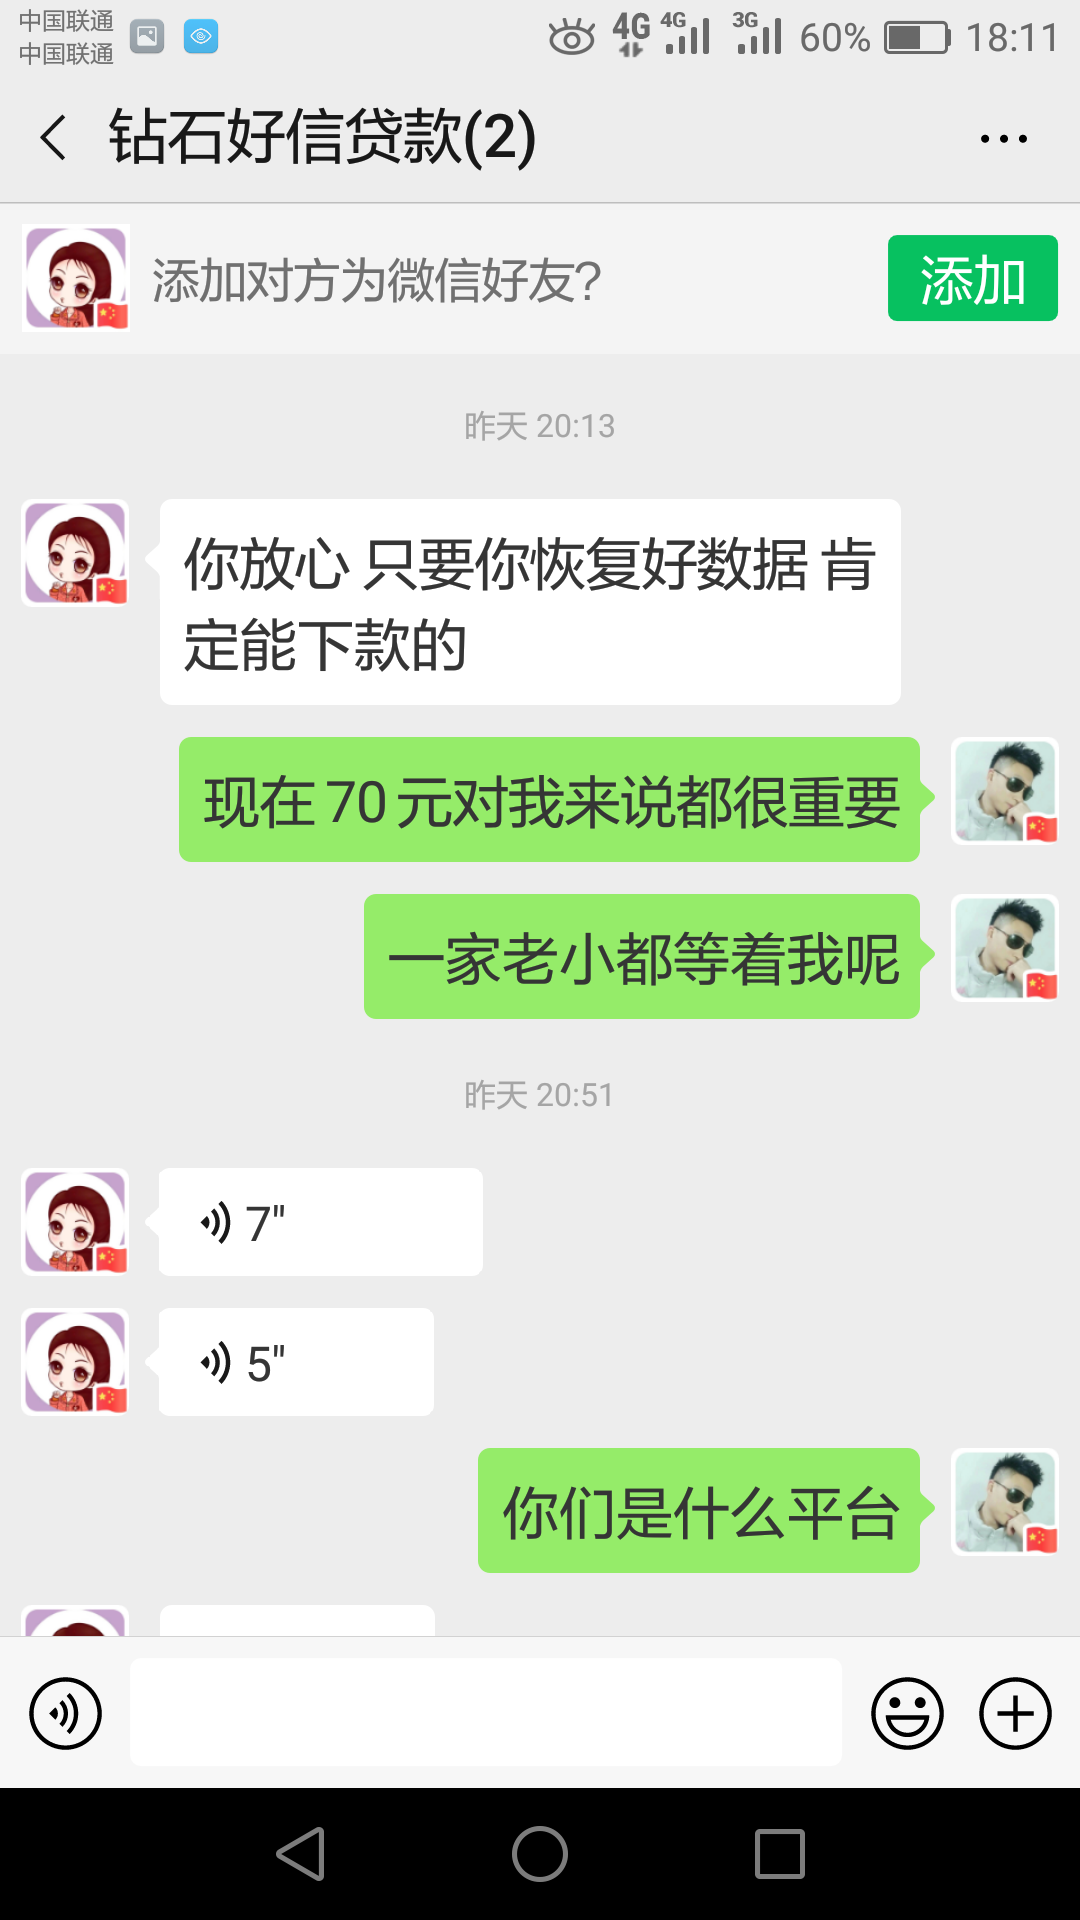 中国联通
中国联通
4G 4G 3G 60% 18:11
钻石好信贷款(2)
添加对方为微信好友?
添加
昨天 20:13
你放心 只要你恢复好数据 肯
定能下款的
现在70元对我来说都很重要
一家老小都等着我呢
昨天 20:51
7"
5"
你们是什么平台